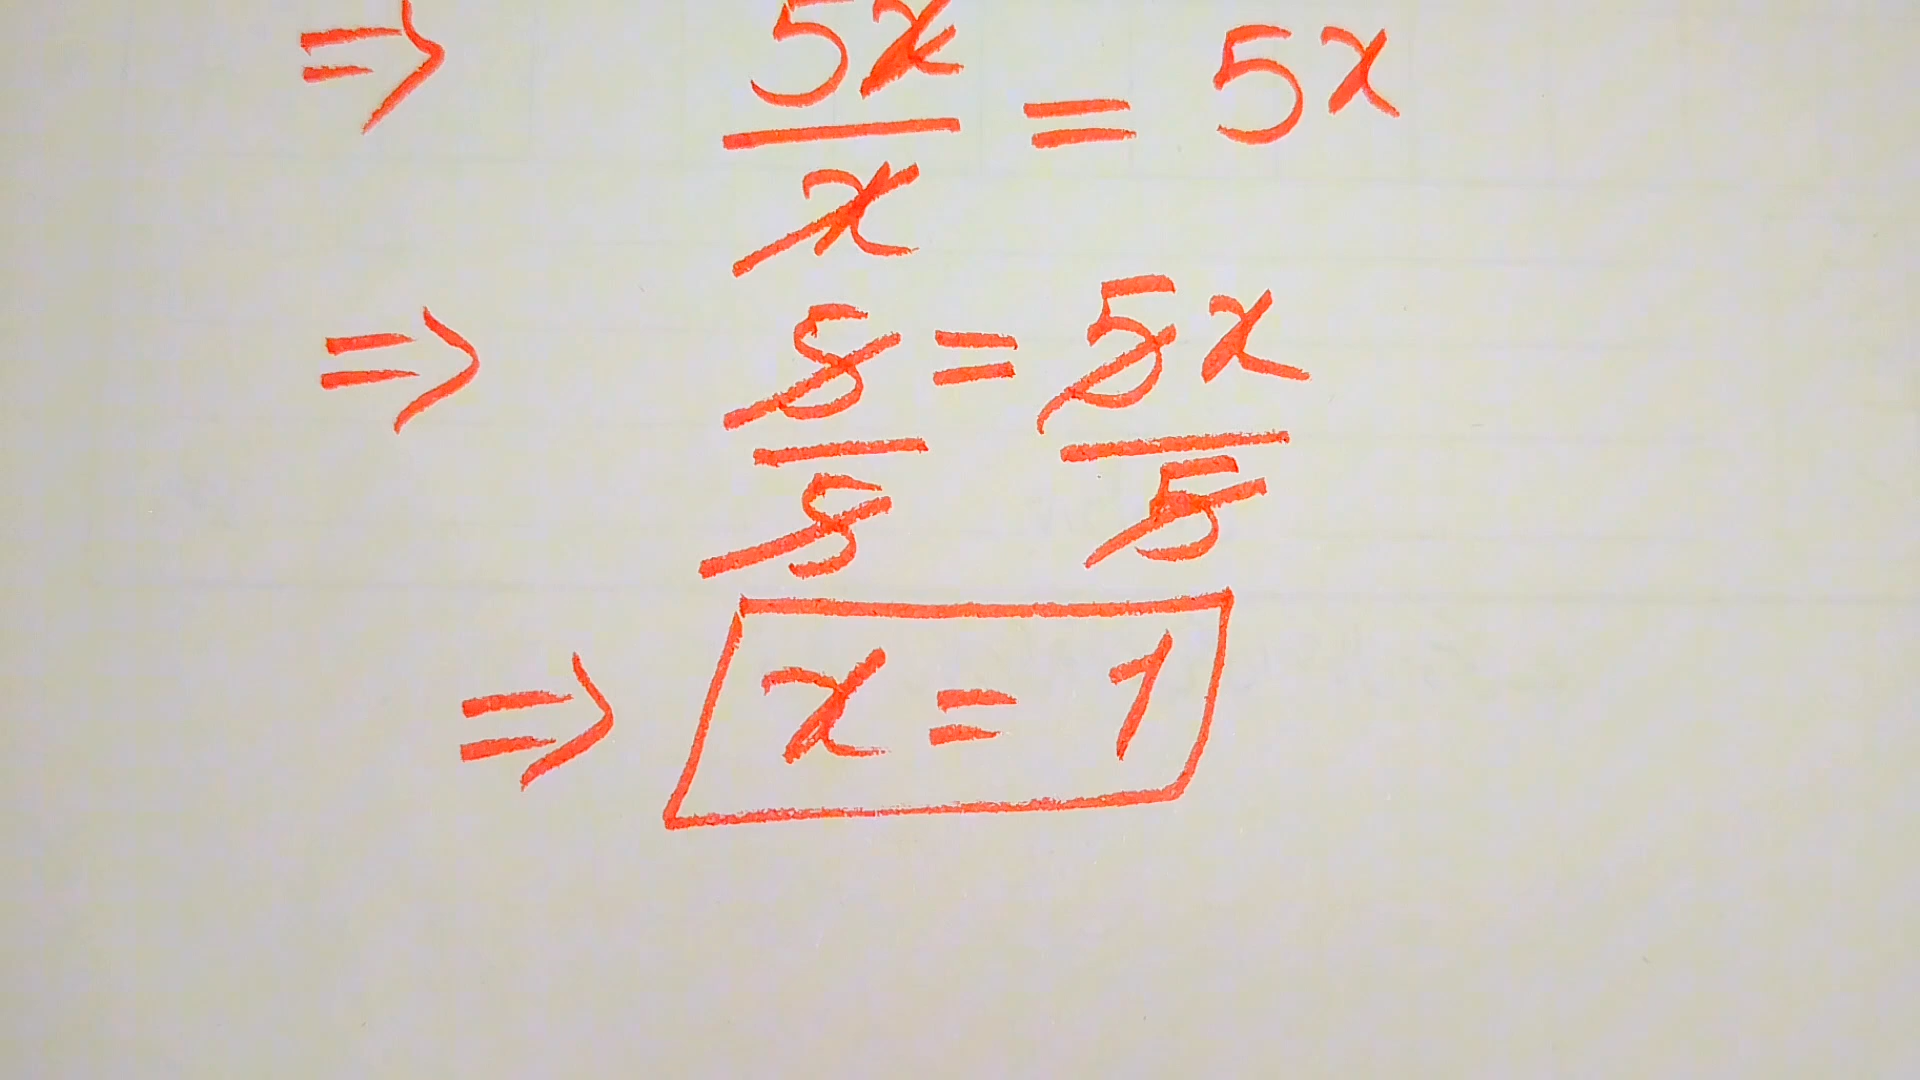 ⇒ 5x/x = 5x
⇒ 5/5 = 5x/5
⇒ x = 1